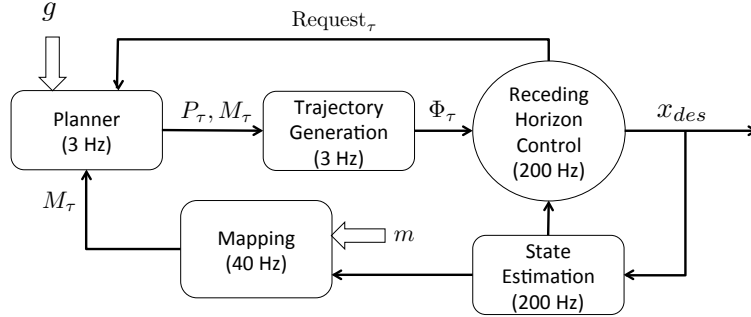 g
Request_τ
Planner
(3 Hz)
P_τ, M_τ
Trajectory
Generation
(3 Hz)
Φ_τ
Receding
Horizon
Control
(200 Hz)
x_des
M_τ
Mapping
(40 Hz)
m
State
Estimation
(200 Hz)